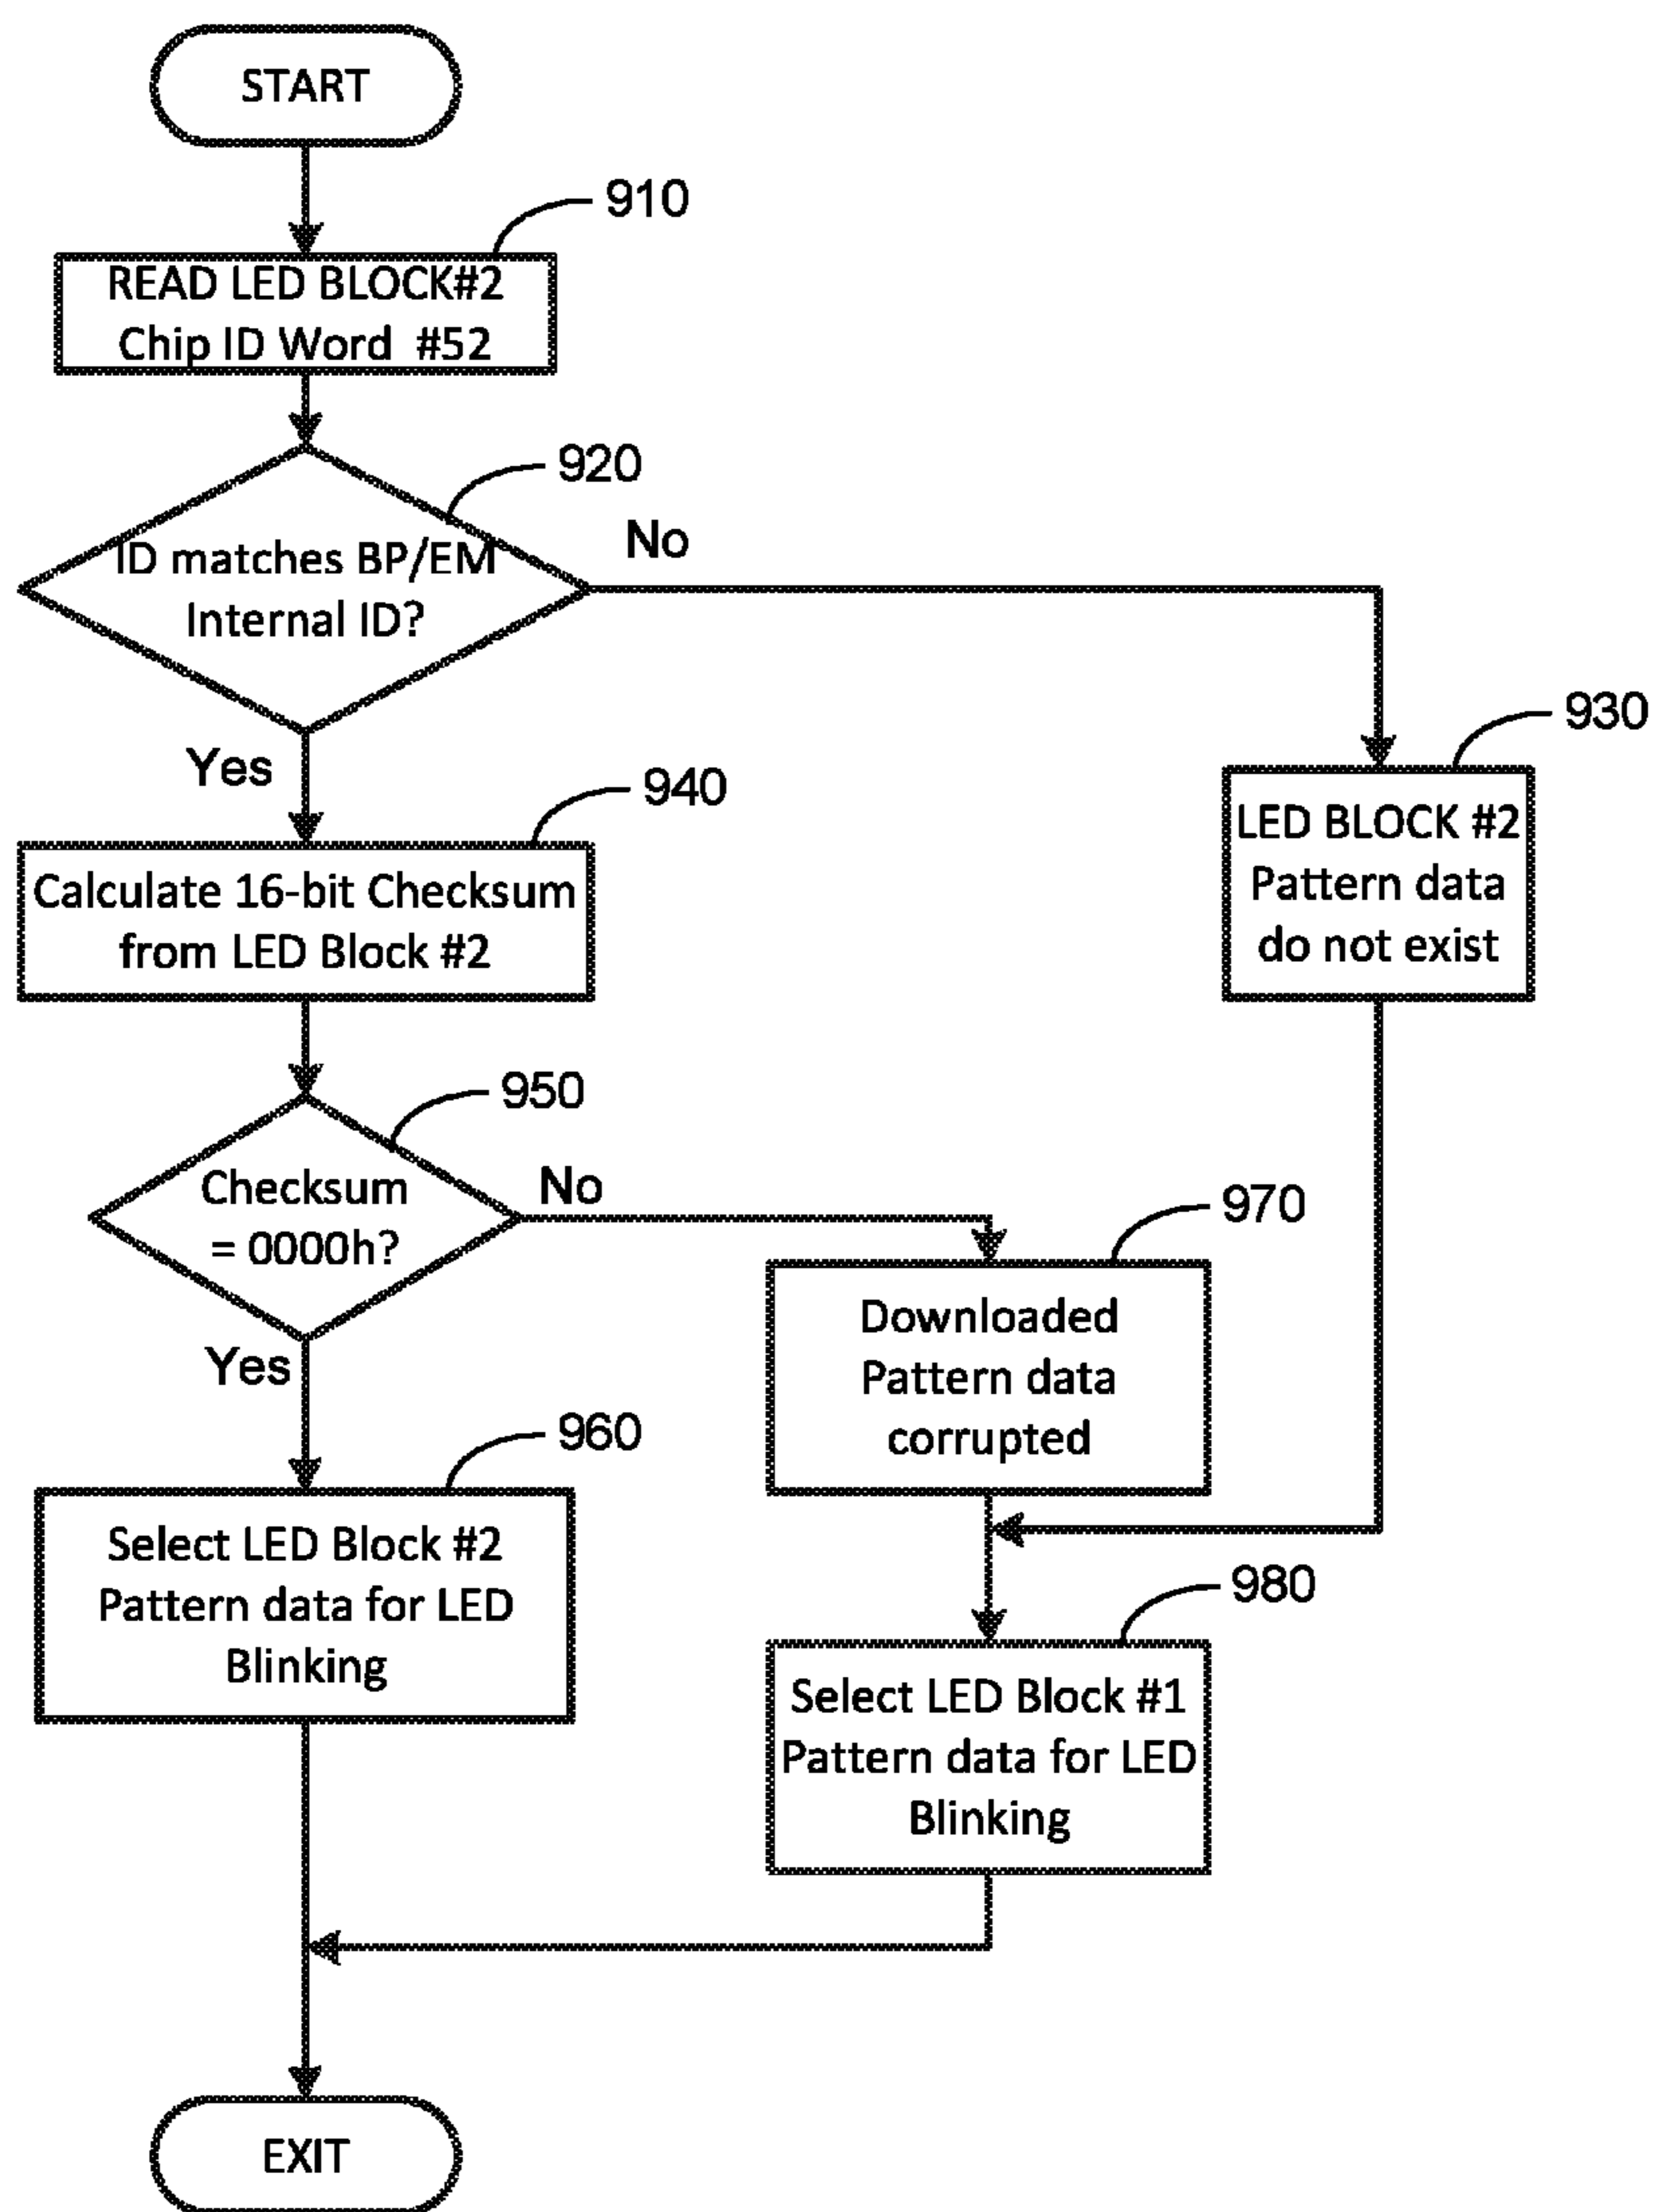 START
910
READ LED BLOCK#2
Chip ID Word #52
920
ID matches BP/EM
Internal ID?
No
Yes
930
LED BLOCK #2
Pattern data
do not exist
940
Calculate 16-bit Checksum
from LED Block #2
950
Checksum
= 0000h?
No
Yes
970
Downloaded
Pattern data
corrupted
960
Select LED Block #2
Pattern data for LED
Blinking
980
Select LED Block #1
Pattern data for LED
Blinking
EXIT